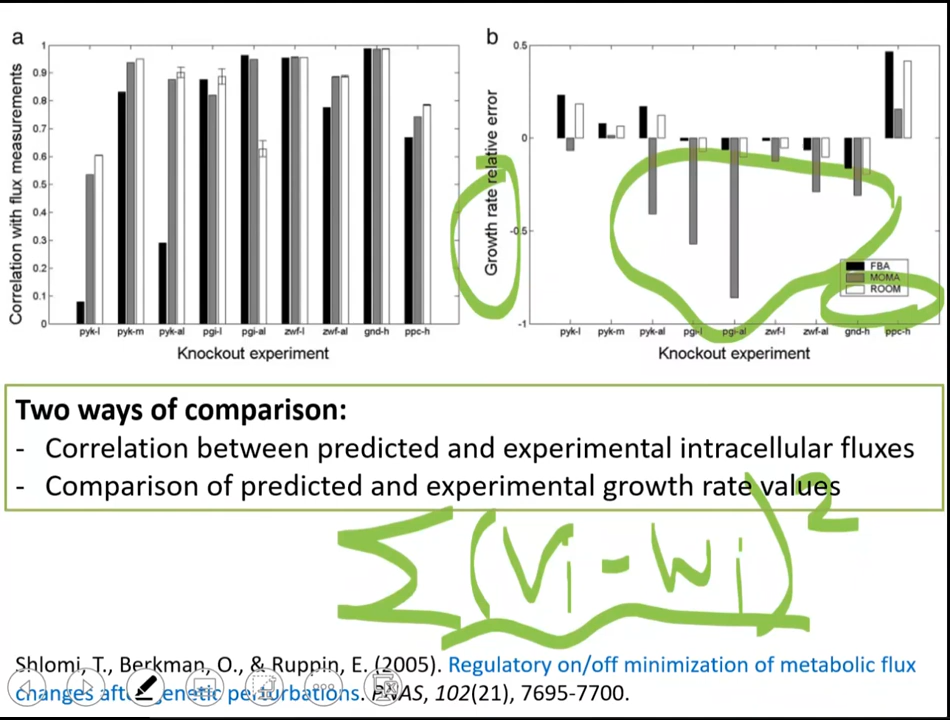 a
b
1
0.9
0.8
0.7
0.6
0.5
0.4
0.3
0.2
0.1
0
Correlation with flux measurements
pyk-l pyk-m pyk-al pgi-l pgi-al zwf-l zwf-al gnd-h ppc-h
Knockout experiment
0.5
0
-0.5
-1
Growth rate relative error
FBA
MOMA
ROOM
pyk-l pyk-m pyk-al pgi-l pgi-al zwf-l zwf-al gnd-h ppc-h
Knockout experiment
Two ways of comparison:
- Correlation between predicted and experimental intracellular fluxes
- Comparison of predicted and experimental growth rate values
Σ(Vi - Wi)2
Shlomi, T., Berkman, O., & Ruppin, E. (2005). Regulatory on/off minimization of metabolic flux
changes after genetic perturbations. PNAS, 102(21), 7695-7700.